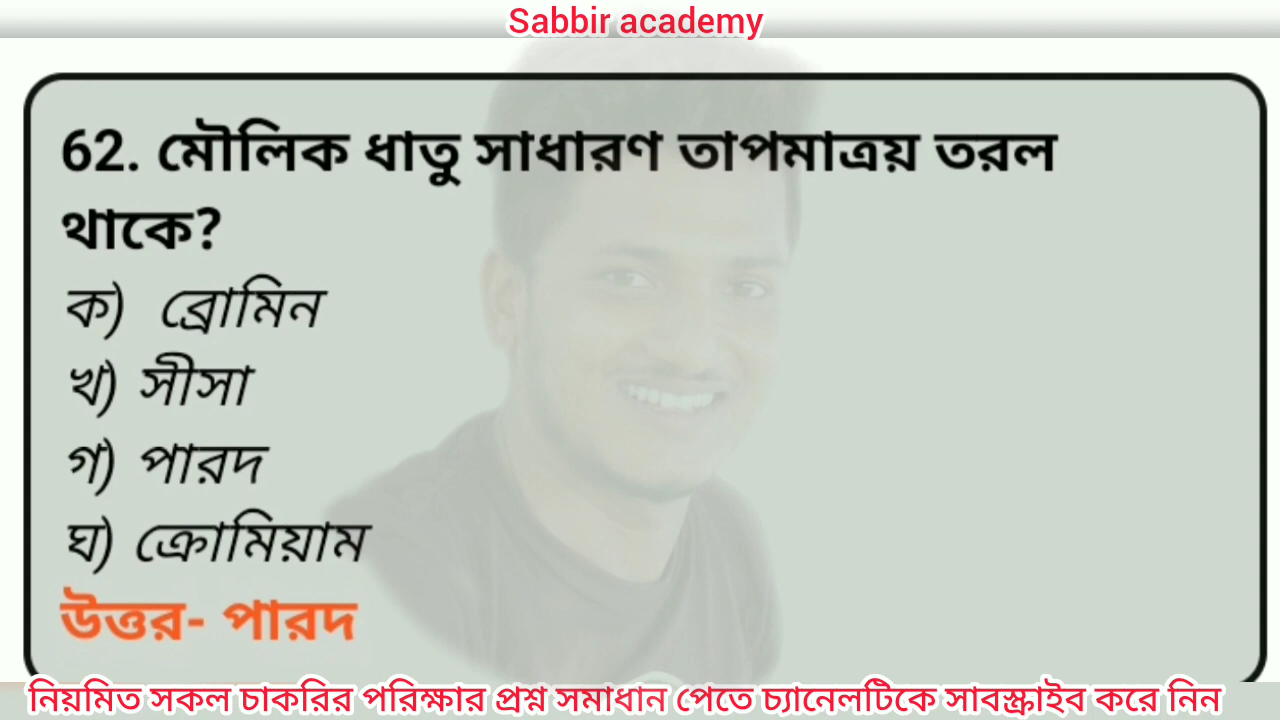 Sabbir academy
62. মৌলিক ধাতু সাধারণ তাপমাত্রয় তরল
থাকে?
ক) ব্রোমিন
খ) সীসা
গ) পারদ
ঘ) ক্রোমিয়াম
উত্তর- পারদ
নিয়মিত সকল চাকরির পরিক্ষার প্রশ্ন সমাধান পেতে চ্যানেলটিকে সাবস্ক্রাইব করে নিন